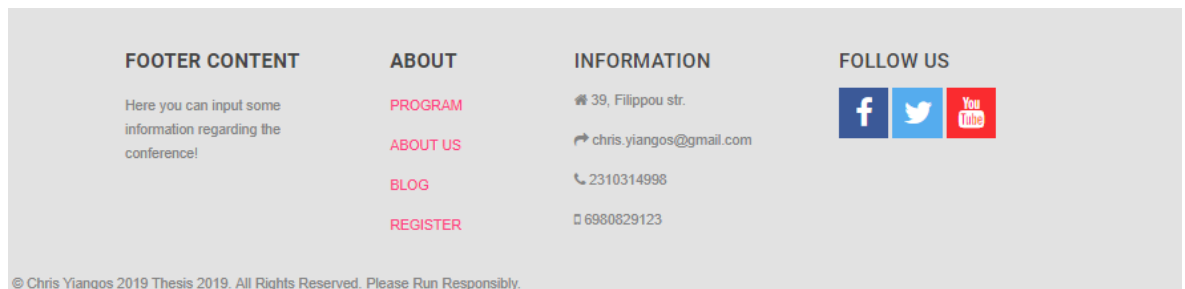 FOOTER CONTENT
Here you can input some
information regarding the
conference!
ABOUT
PROGRAM
ABOUT US
BLOG
REGISTER
INFORMATION
39, Filippou str.
chris.yiangos@gmail.com
2310314998
6980829123
FOLLOW US
f
You
Tube
© Chris Yiangos 2019 Thesis 2019. All Rights Reserved. Please Run Responsibly.